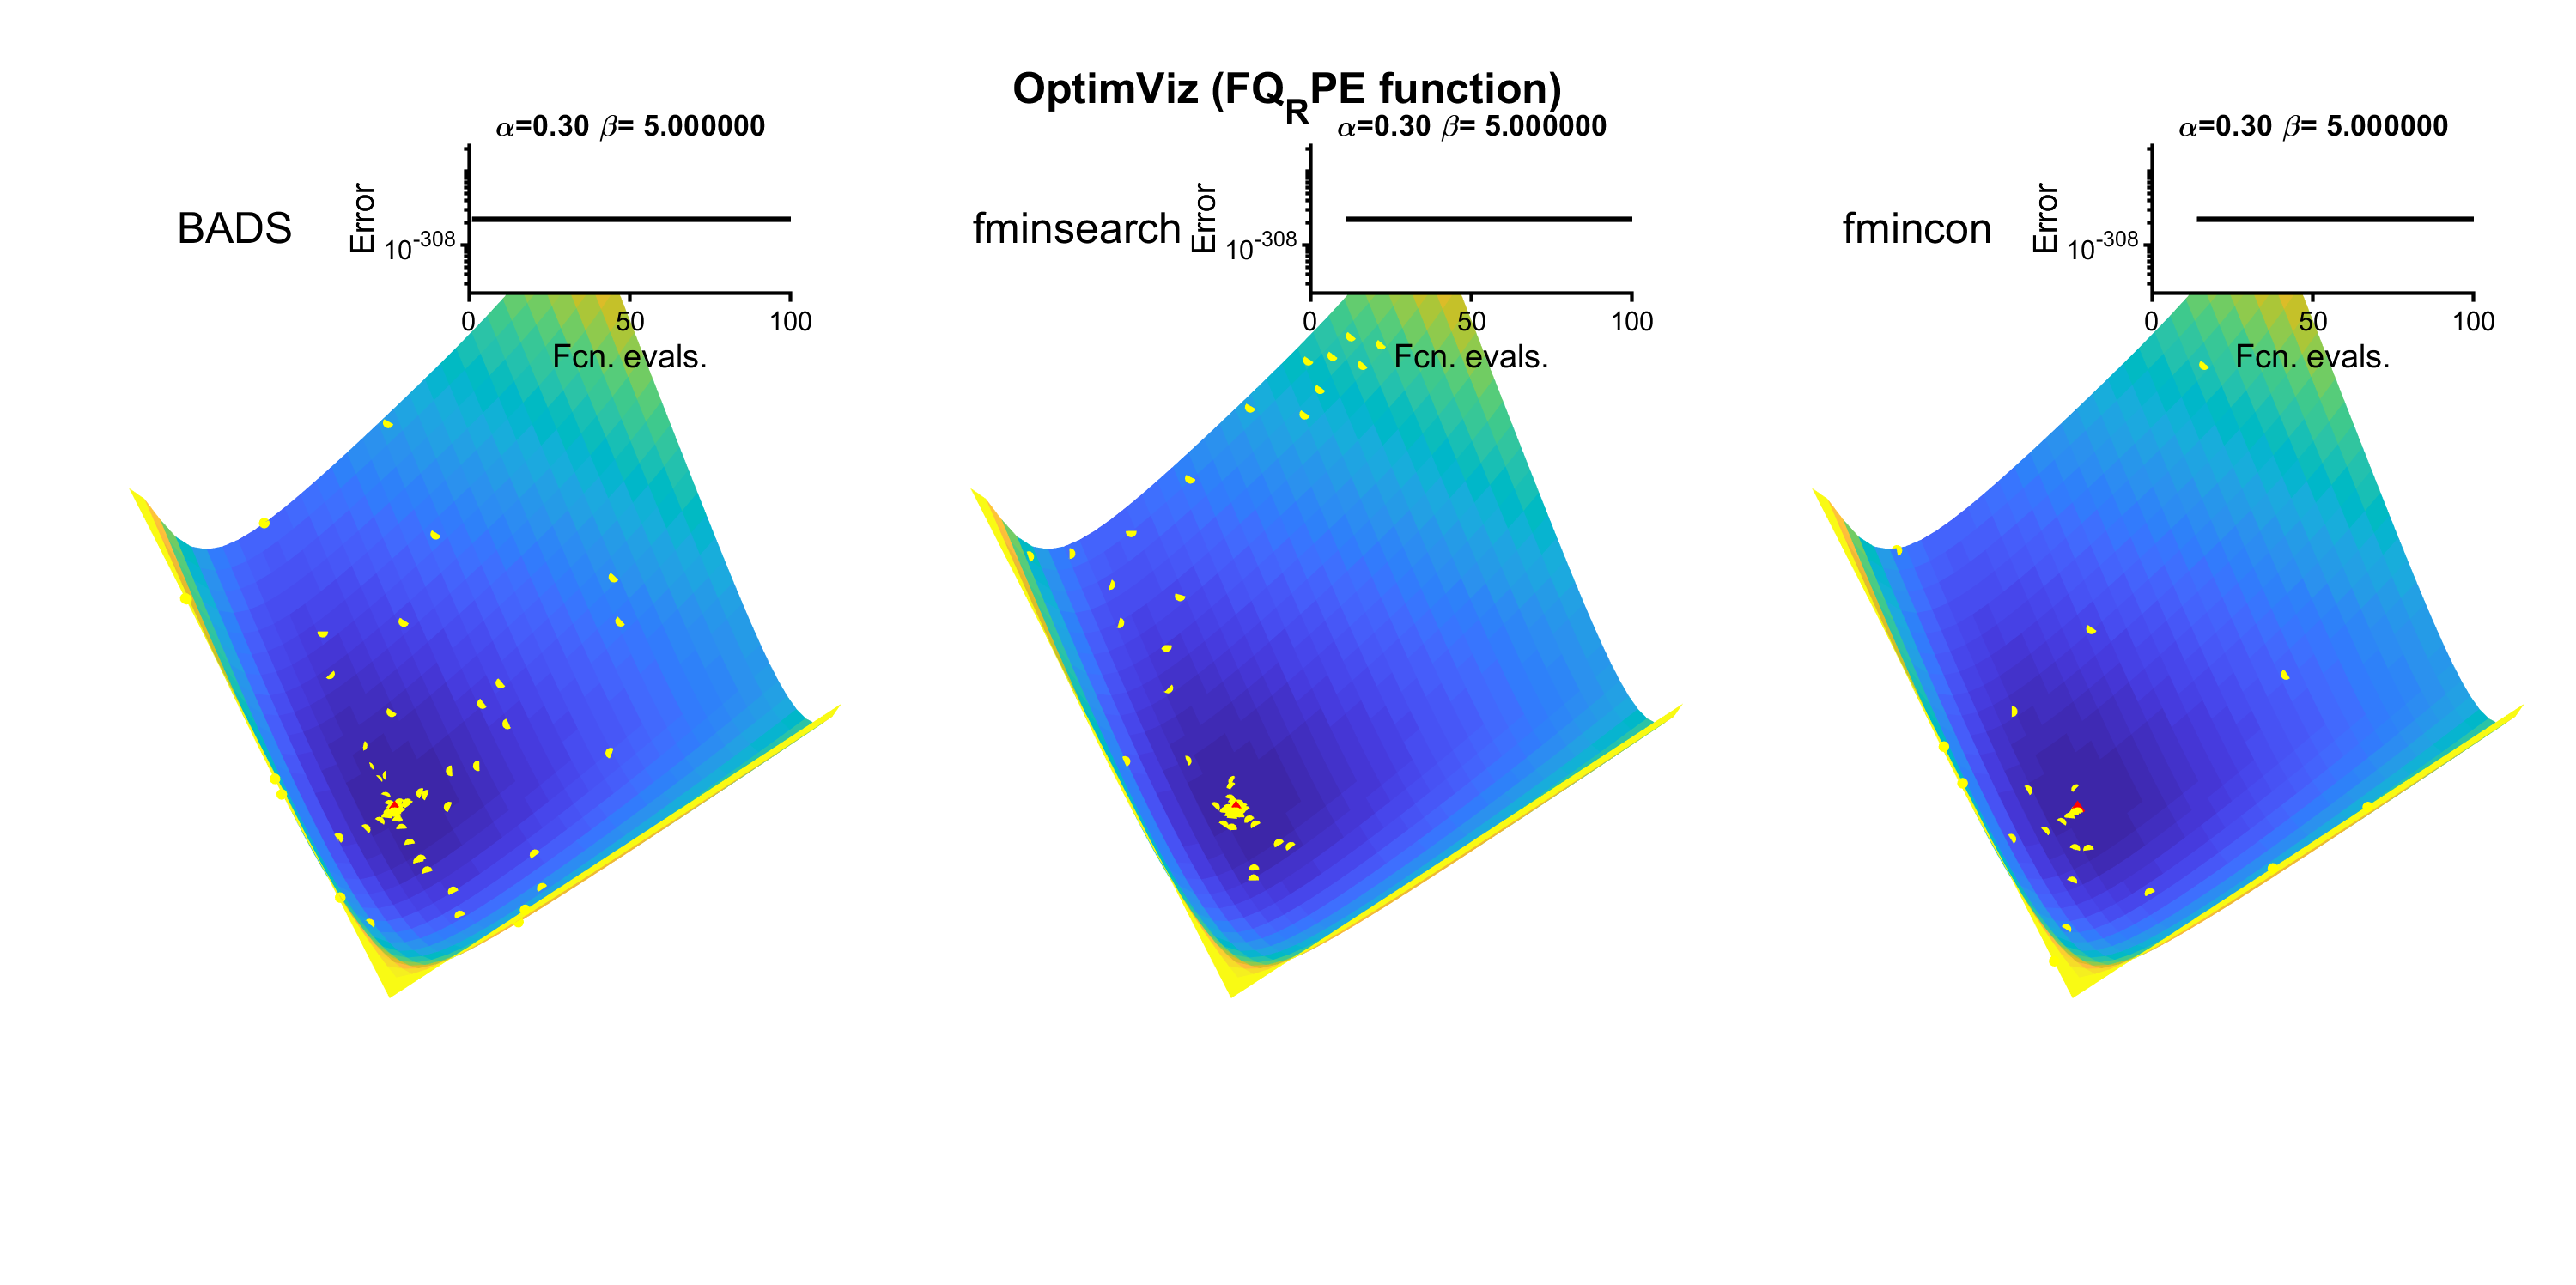 OptimViz (FQ_RPE function)
α=0.30 β= 5.000000
BADS
Error
10^-308
0 50 100
Fcn. evals.
α=0.30 β= 5.000000
fminsearch
Error
10^-308
0 50 100
Fcn. evals.
α=0.30 β= 5.000000
fmincon
Error
10^-308
0 50 100
Fcn. evals.